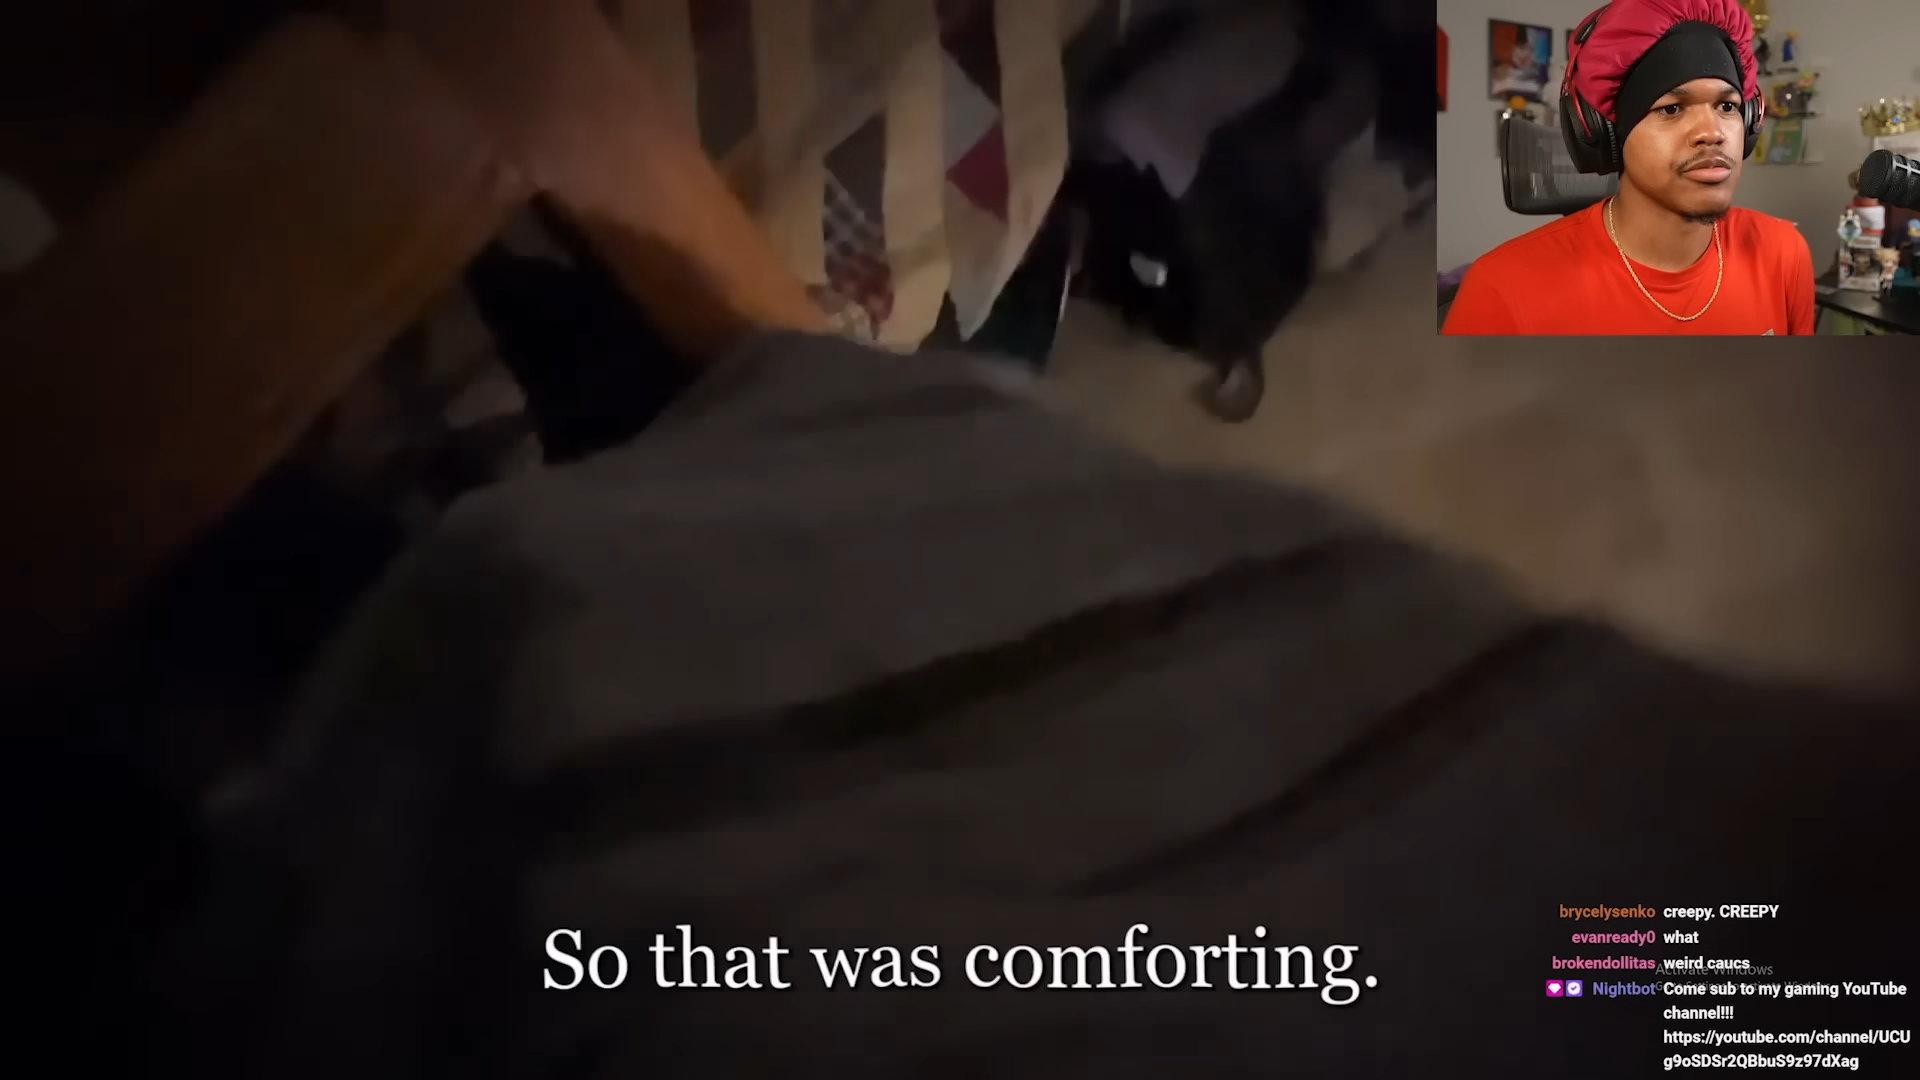 So that was comforting.
brycelysenko creepy. CREEPY
evanready0 what
brokendollitas weird caucs
Activate Windows
Nightbot Come sub to my gaming YouTube
channel!!!
https://youtube.com/channel/UCU
g9oSDSr2QBbuS9z97dXag